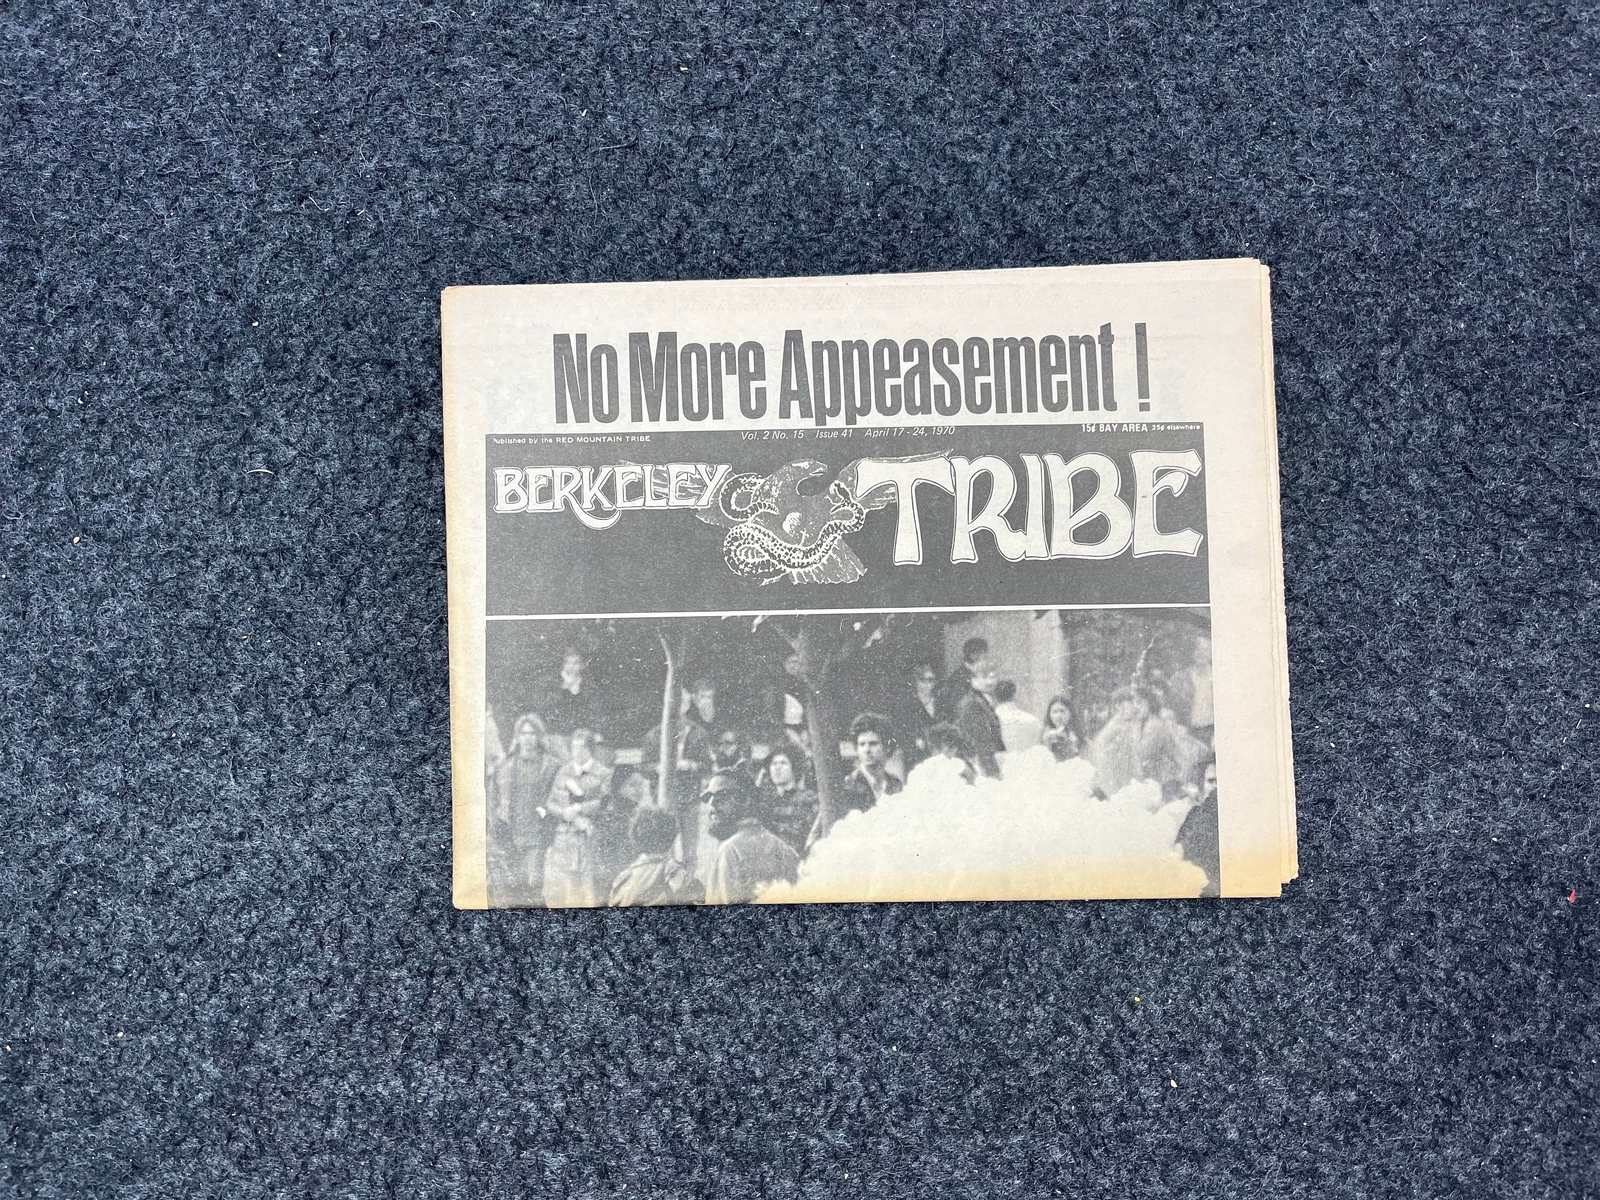 No More Appeasement !
Published by the RED MOUNTAIN TRIBE Vol. 2 No. 15 Issue 41 April 17 - 24, 1970 15¢ BAY AREA 25¢ elsewhere
BERKELEY TRIBE